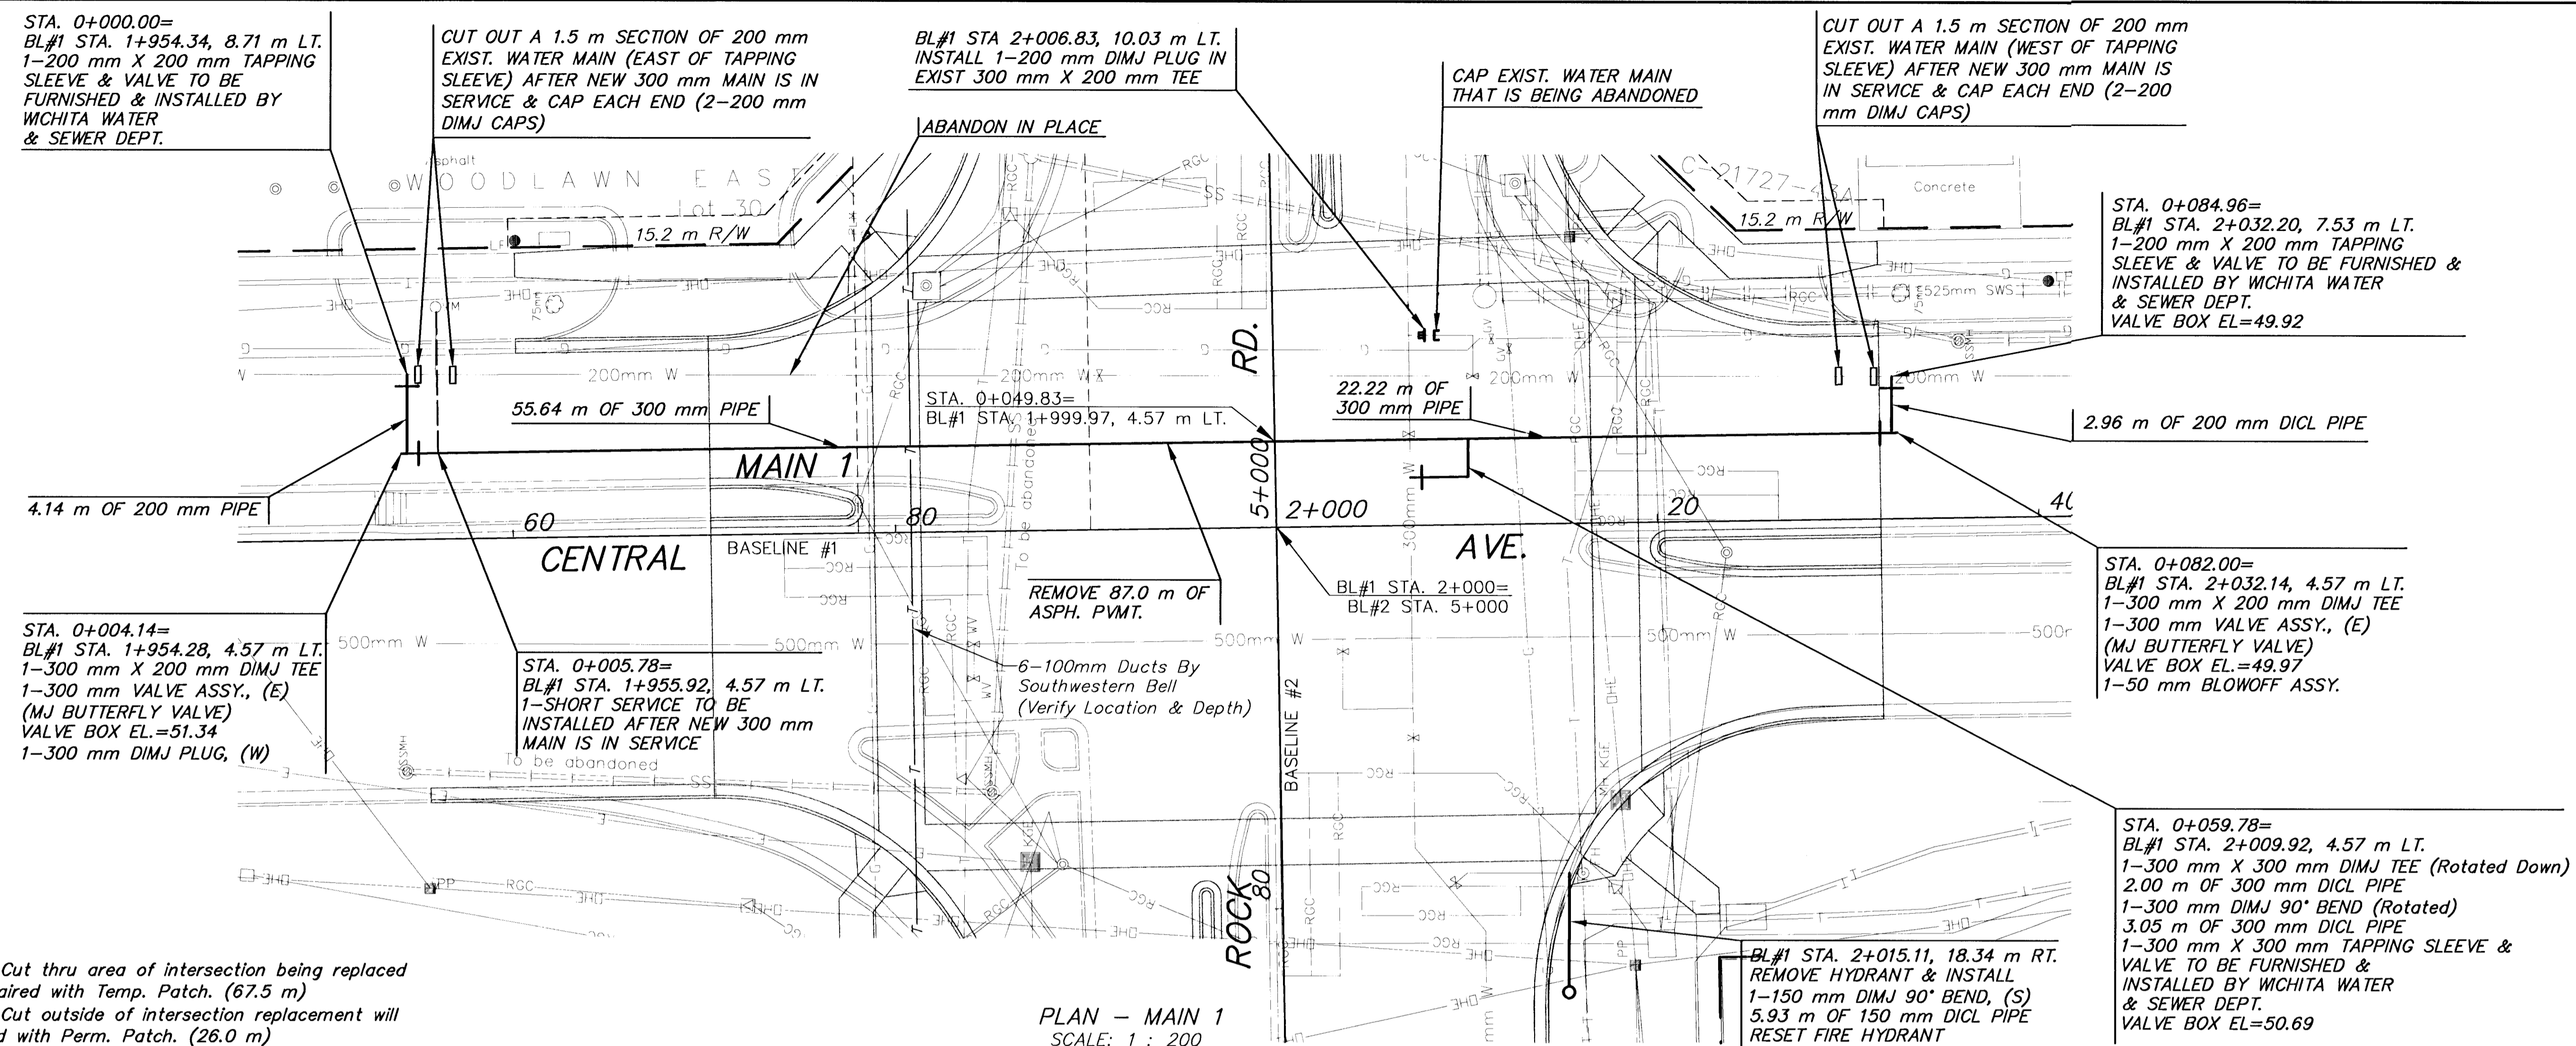 STA. 0+000.00=
BL#1 STA. 1+954.34, 8.71 m LT.
1-200 mm X 200 mm TAPPING
SLEEVE & VALVE TO BE
FURNISHED & INSTALLED BY
WICHITA WATER
& SEWER DEPT.
CUT OUT A 1.5 m SECTION OF 200 mm
EXIST. WATER MAIN (EAST OF TAPPING
SLEEVE) AFTER NEW 300 mm MAIN IS IN
SERVICE & CAP EACH END (2-200 mm
DIMJ CAPS)
ABANDON IN PLACE
BL#1 STA 2+006.83, 10.03 m LT.
INSTALL 1-200 mm DIMJ PLUG IN
EXIST 300 mm X 200 mm TEE
CAP EXIST. WATER MAIN
THAT IS BEING ABANDONED
CUT OUT A 1.5 m SECTION OF 200 mm
EXIST. WATER MAIN (WEST OF TAPPING
SLEEVE) AFTER NEW 300 mm MAIN IS
IN SERVICE & CAP EACH END (2-200
mm DIMJ CAPS)
STA. 0+084.96=
BL#1 STA. 2+032.20, 7.53 m LT.
1-200 mm X 200 mm TAPPING
SLEEVE & VALVE TO BE FURNISHED &
INSTALLED BY WICHITA WATER
& SEWER DEPT.
VALVE BOX EL=49.92
WOODLAWN EAST
Lot 30
15.2 m R/W
C-21727-43A
15.2 m R/W
Concrete
525mm SWS
75mm
75mm
200mm W
200mm W
200mm W
200mm W
RD.
55.64 m OF 300 mm PIPE
STA. 0+049.83=
BL#1 STA. 1+999.97, 4.57 m LT.
22.22 m OF
300 mm PIPE
2.96 m OF 200 mm DICL PIPE
4.14 m OF 200 mm PIPE
MAIN 1
To be abandoned
300mm W
5+000
2+000
60
80
20
40
CENTRAL
BASELINE #1
AVE.
REMOVE 87.0 m OF
ASPH. PVMT.
BL#1 STA. 2+000=
BL#2 STA. 5+000
STA. 0+004.14=
BL#1 STA. 1+954.28, 4.57 m LT.
1-300 mm X 200 mm DIMJ TEE
1-300 mm VALVE ASSY., (E)
(MJ BUTTERFLY VALVE)
VALVE BOX EL.=51.34
1-300 mm DIMJ PLUG, (W)
500mm W
500mm W
500mm W
500mm W
STA. 0+005.78=
BL#1 STA. 1+955.92, 4.57 m LT.
1-SHORT SERVICE TO BE
INSTALLED AFTER NEW 300 mm
MAIN IS IN SERVICE
To be abandoned
6-100mm Ducts By
Southwestern Bell
(Verify Location & Depth)
BASELINE #2
STA. 0+082.00=
BL#1 STA. 2+032.14, 4.57 m LT.
1-300 mm X 200 mm DIMJ TEE
1-300 mm VALVE ASSY., (E)
(MJ BUTTERFLY VALVE)
VALVE BOX EL.=49.97
1-50 mm BLOWOFF ASSY.
STA. 0+059.78=
BL#1 STA. 2+009.92, 4.57 m LT.
1-300 mm X 300 mm DIMJ TEE (Rotated Down)
2.00 m OF 300 mm DICL PIPE
1-300 mm DIMJ 90° BEND (Rotated)
3.05 m OF 300 mm DICL PIPE
1-300 mm X 300 mm TAPPING SLEEVE &
VALVE TO BE FURNISHED &
INSTALLED BY WICHITA WATER
& SEWER DEPT.
VALVE BOX EL=50.69
ROCK
80
BL#1 STA. 2+015.11, 18.34 m RT.
REMOVE HYDRANT & INSTALL
1-150 mm DIMJ 90° BEND, (S)
5.93 m OF 150 mm DICL PIPE
RESET FIRE HYDRANT
Cut thru area of intersection being replaced
aired with Temp. Patch. (67.5 m)
Cut outside of intersection replacement will
d with Perm. Patch. (26.0 m)
PLAN - MAIN 1
SCALE: 1 : 200